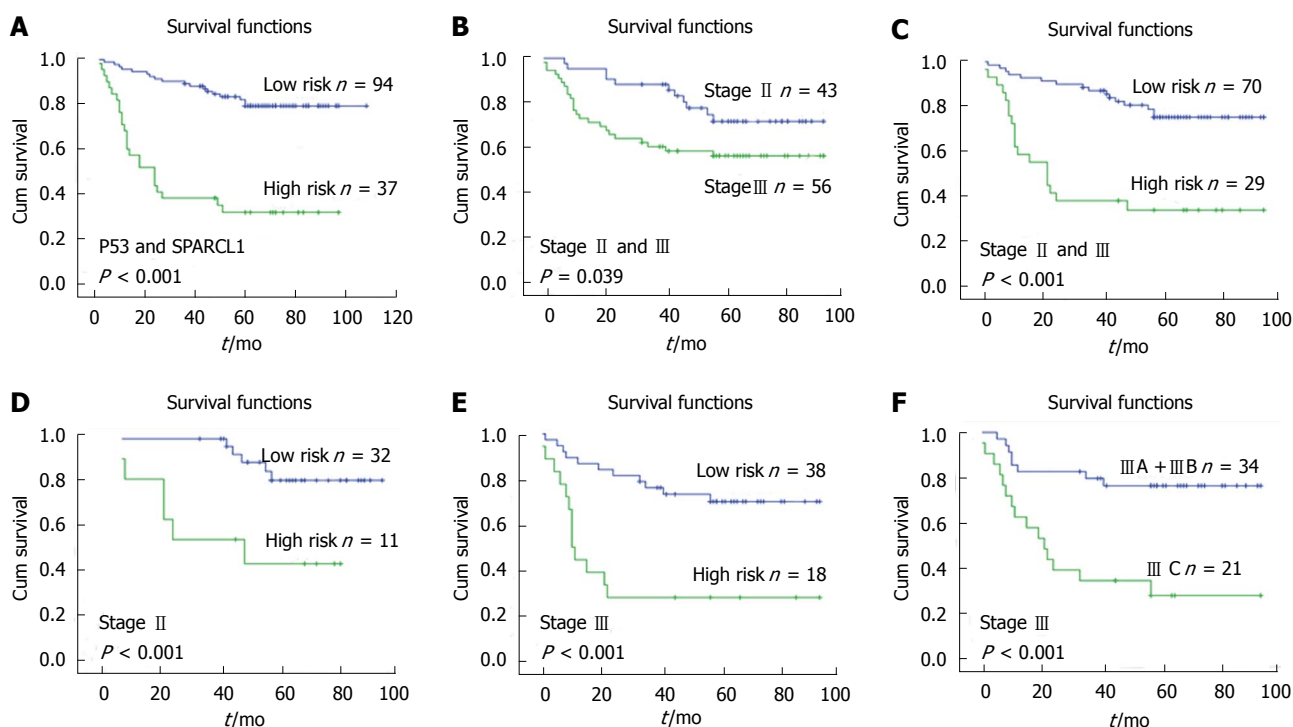 A
Survival functions
Cum survival
1.0
0.8
0.6
0.4
0.2
0.0
Low risk n = 94
High risk n = 37
P53 and SPARCL1
P < 0.001
0 20 40 60 80 100 120
t/mo
B
Survival functions
Cum survival
1.0
0.8
0.6
0.4
0.2
0.0
Stage Ⅱ n = 43
Stage Ⅲ n = 56
Stage Ⅱ and Ⅲ
P = 0.039
0 20 40 60 80 100
t/mo
C
Survival functions
Cum survival
1.0
0.8
0.6
0.4
0.2
0.0
Low risk n = 70
High risk n = 29
Stage Ⅱ and Ⅲ
P < 0.001
0 20 40 60 80 100
t/mo
D
Survival functions
Cum survival
1.0
0.8
0.6
0.4
0.2
0.0
Low risk n = 32
High risk n = 11
Stage Ⅱ
P < 0.001
0 20 40 60 80 100
t/mo
E
Survival functions
Cum survival
1.0
0.8
0.6
0.4
0.2
0.0
Low risk n = 38
High risk n = 18
Stage Ⅲ
P < 0.001
0 20 40 60 80 100
t/mo
F
Survival functions
Cum survival
1.0
0.8
0.6
0.4
0.2
0.0
ⅢA + ⅢB n = 34
Ⅲ C n = 21
Stage Ⅲ
P < 0.001
0 20 40 60 80 100
t/mo